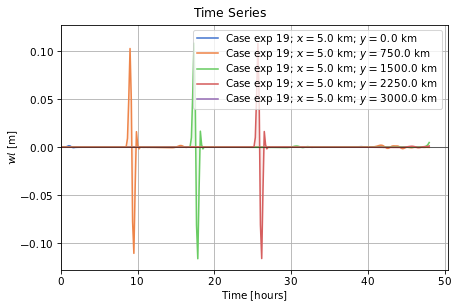 Time Series
Case exp 19; x = 5.0 km; y = 0.0 km
Case exp 19; x = 5.0 km; y = 750.0 km
Case exp 19; x = 5.0 km; y = 1500.0 km
Case exp 19; x = 5.0 km; y = 2250.0 km
Case exp 19; x = 5.0 km; y = 3000.0 km
wl [m]
0.10
0.05
0.00
−0.05
−0.10
0 10 20 30 40 50
Time [hours]